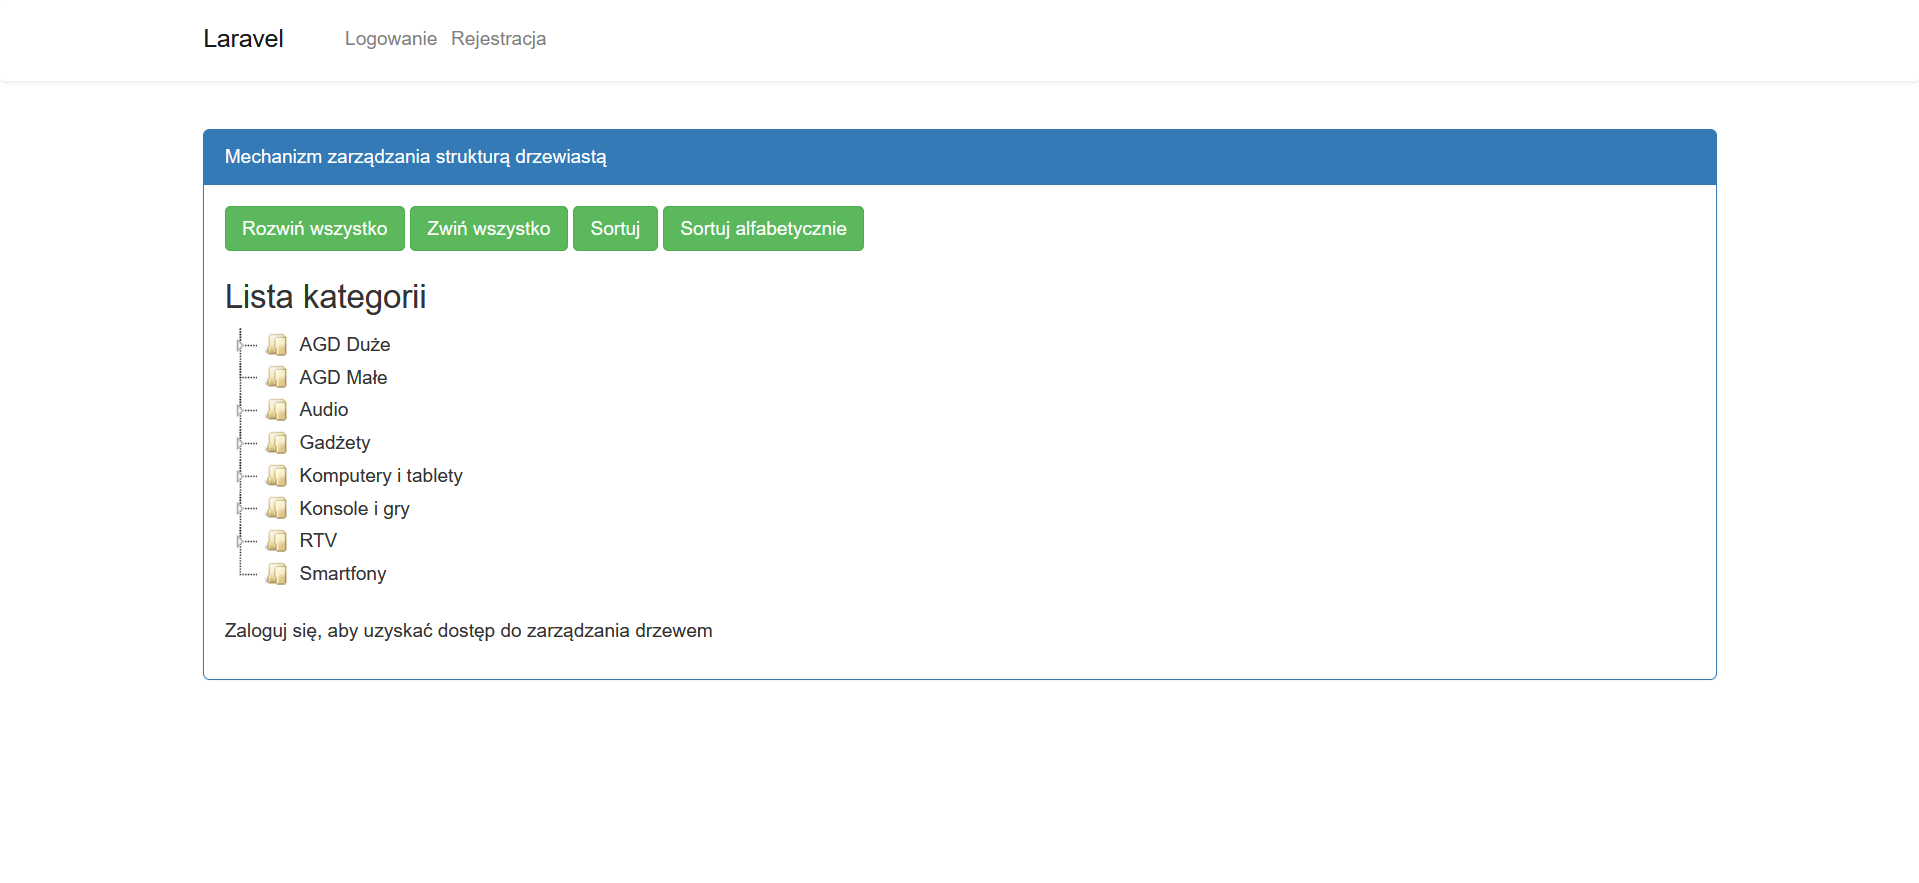 Laravel Logowanie Rejestracja
Mechanizm zarządzania strukturą drzewiastą
Rozwiń wszystko Zwiń wszystko Sortuj Sortuj alfabetycznie
Lista kategorii
AGD Duże
AGD Małe
Audio
Gadżety
Komputery i tablety
Konsole i gry
RTV
Smartfony
Zaloguj się, aby uzyskać dostęp do zarządzania drzewem